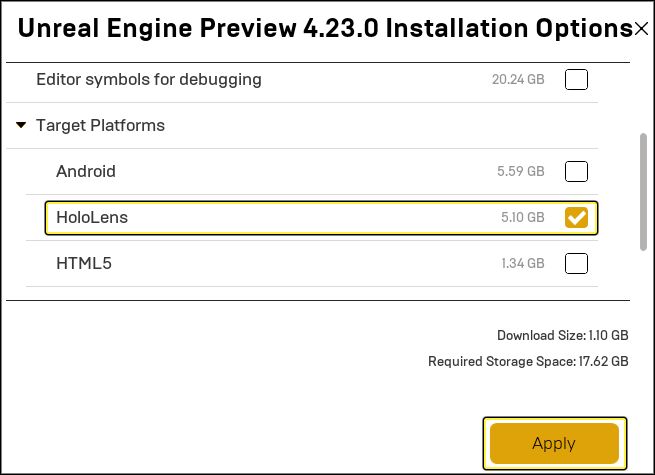 Unreal Engine Preview 4.23.0 Installation Options
Editor symbols for debugging 20.24 GB
Target Platforms
Android 5.59 GB
HoloLens 5.10 GB
HTML5 1.34 GB
Download Size: 1.10 GB
Required Storage Space: 17.62 GB
Apply